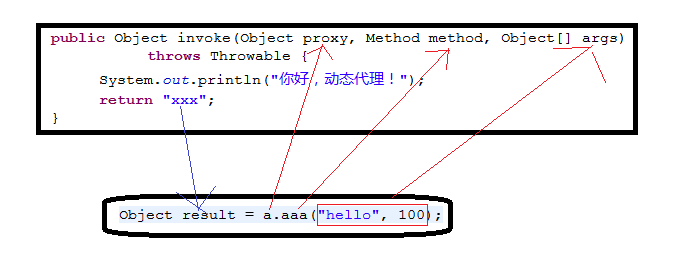 public Object invoke(Object proxy, Method method, Object[] args)
throws Throwable {
System.out.println("你好，动态代理！");
return "xxx";
}
Object result = a.aaa("hello", 100);